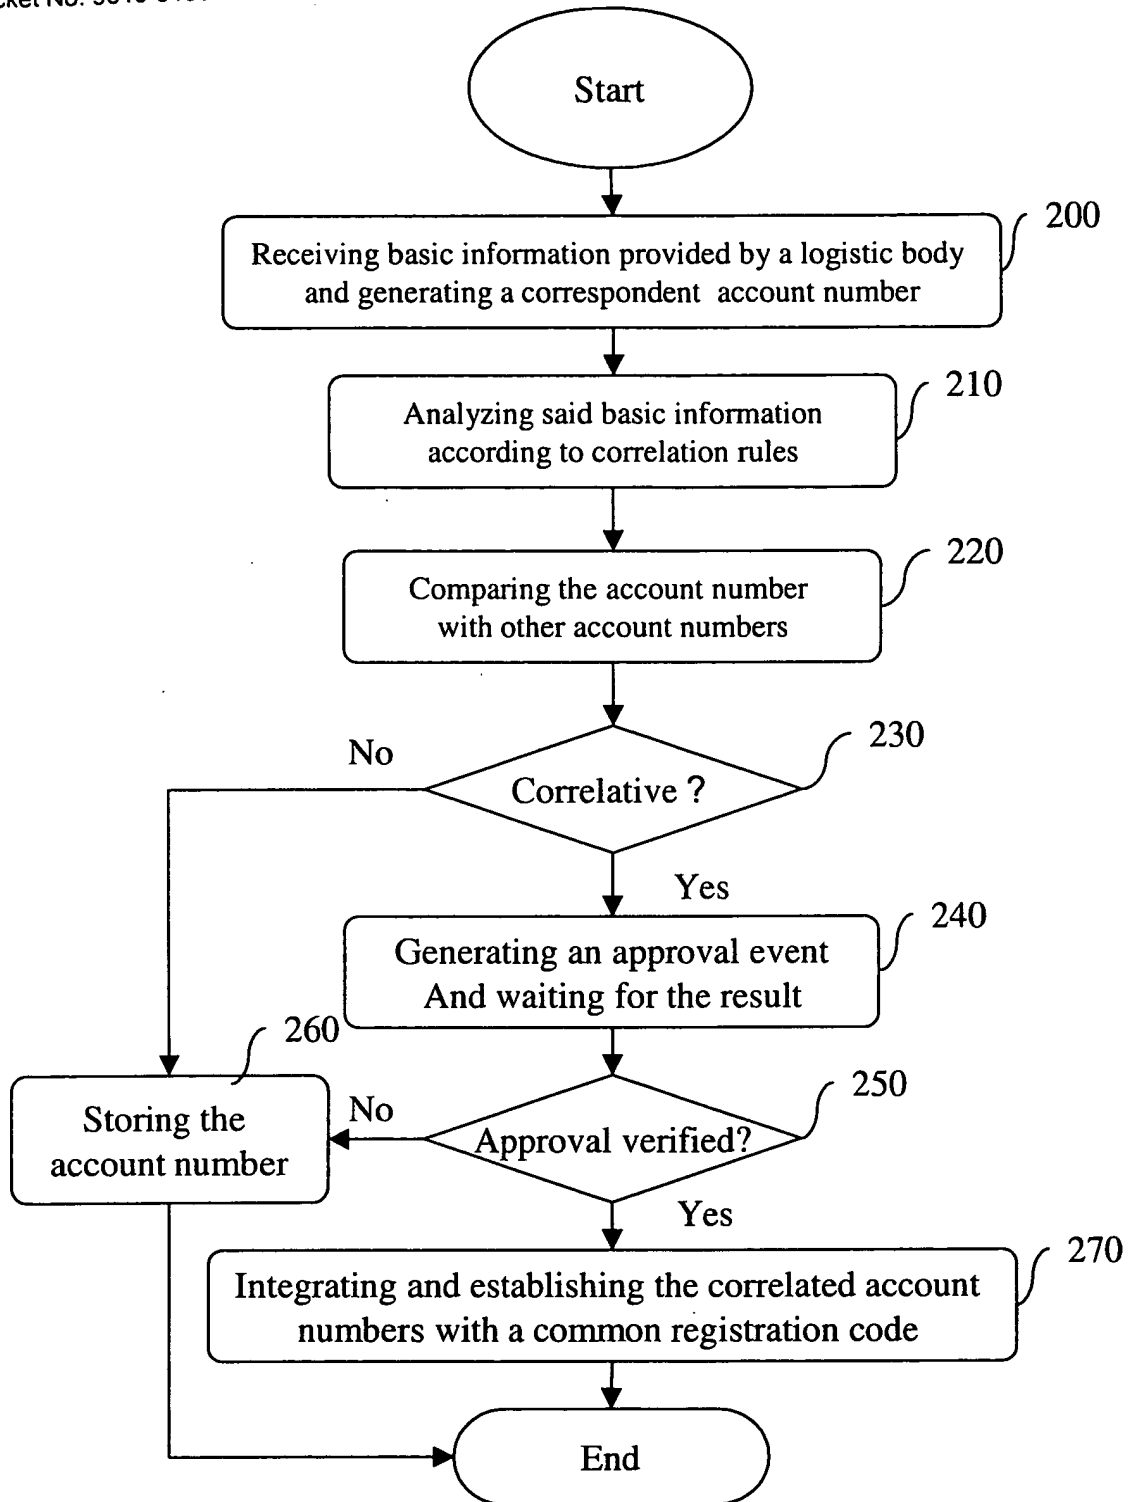 Start
200
Receiving basic information provided by a logistic body
and generating a correspondent account number
210
Analyzing said basic information
according to correlation rules
220
Comparing the account number
with other account numbers
230
No
Correlative ?
Yes
240
Generating an approval event
And waiting for the result
260
250
Storing the
account number
No
Approval verified?
Yes
270
Integrating and establishing the correlated account
numbers with a common registration code
End